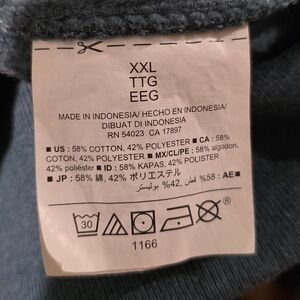 XXL
TTG
EEG
MADE IN INDONESIA/ HECHO EN INDONESIA/
DIBUAT DI INDONESIA
RN 54023 CA 17897
■ US : 58% COTTON, 42% POLYESTER ■ CA : 58%
COTON, 42% POLYESTER ■ MX/CL/PE : 58% algodon,
42% poliéster ■ ID : 58% KAPAS, 42% POLISTER
■ JP : 58% 綿, 42% ポリエステル
■ AE : 58% قطن, 42% بوليستر
30
1166